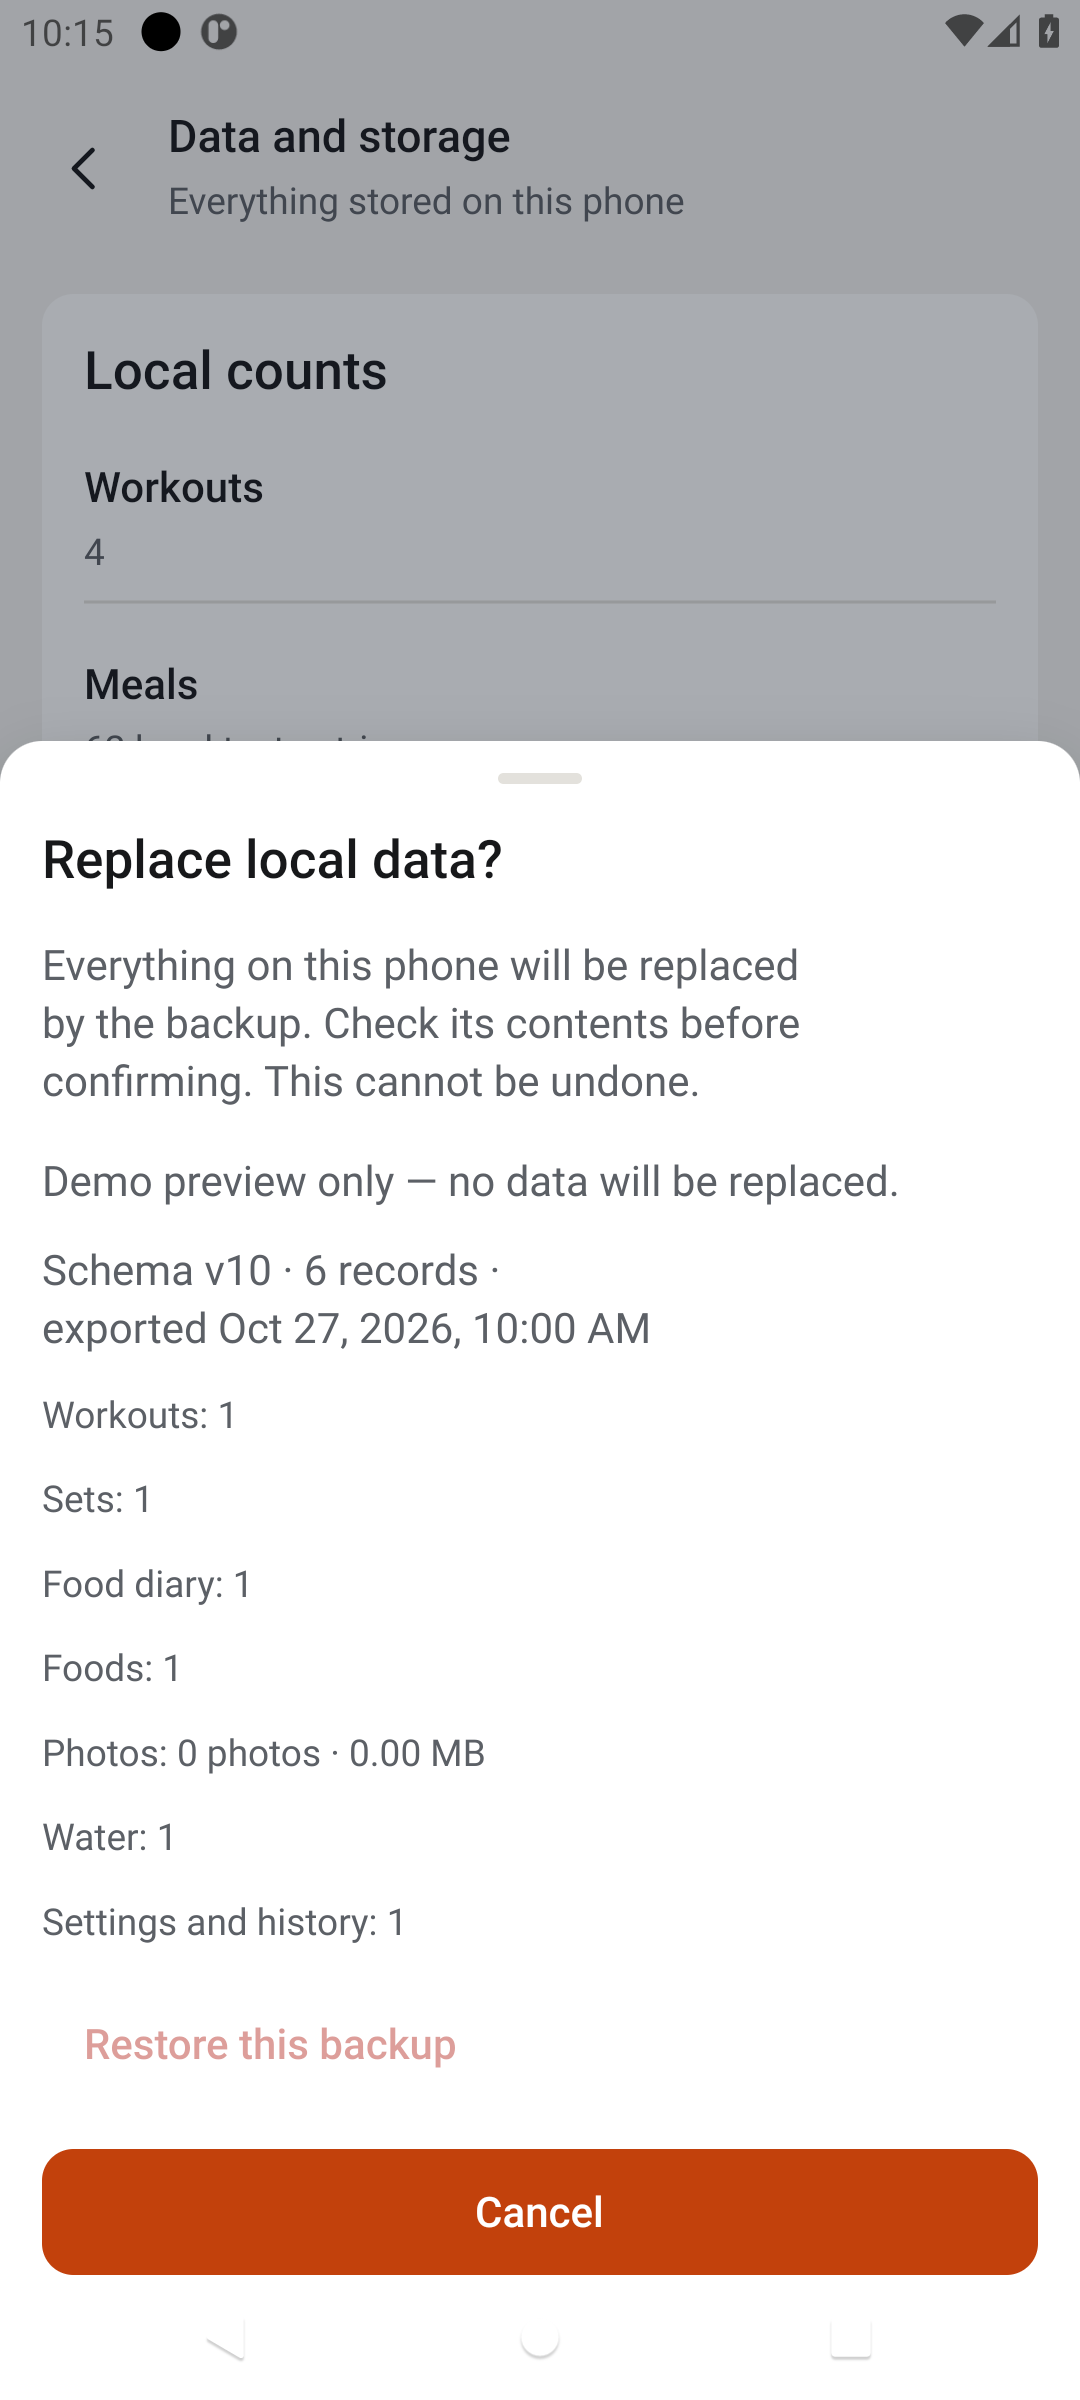 10:15
Data and storage
Everything stored on this phone
Local counts
Workouts
4
Meals
Replace local data?
Everything on this phone will be replaced
by the backup. Check its contents before
confirming. This cannot be undone.
Demo preview only — no data will be replaced.
Schema v10 · 6 records ·
exported Oct 27, 2026, 10:00 AM
Workouts: 1
Sets: 1
Food diary: 1
Foods: 1
Photos: 0 photos · 0.00 MB
Water: 1
Settings and history: 1
Restore this backup
Cancel